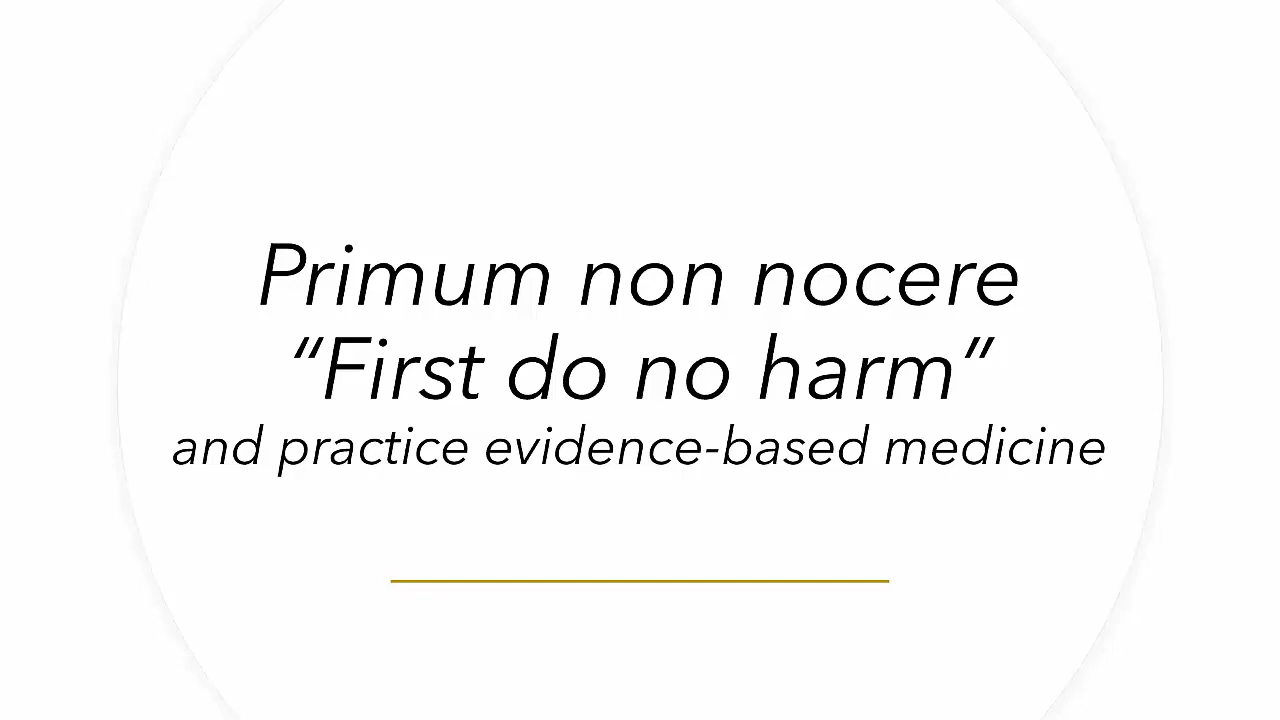 Primum non nocere
“First do no harm”
and practice evidence-based medicine